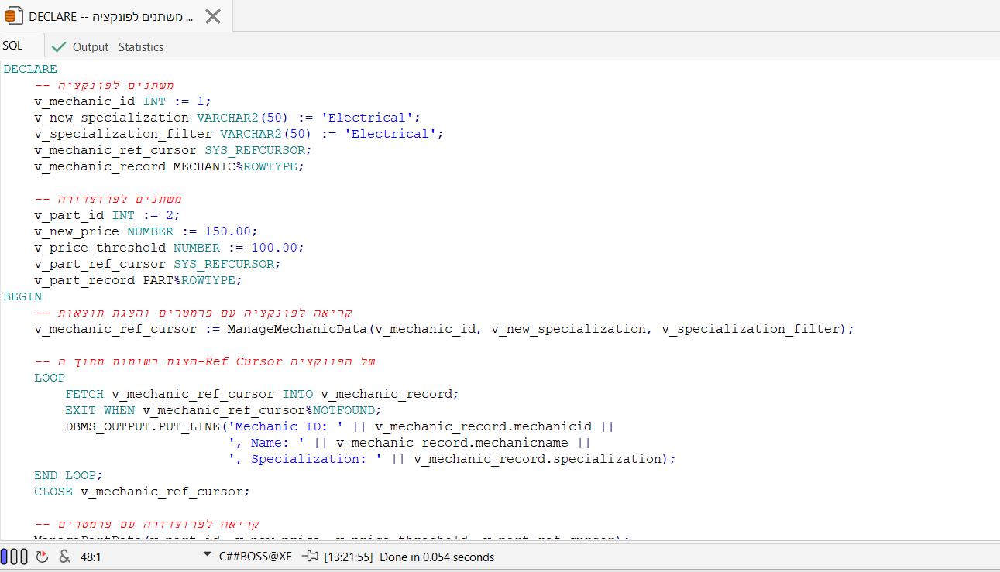 DECLARE -- משתנים לפונקציה ...
SQL Output Statistics
DECLARE
    -- משתנים לפונקציה
    v_mechanic_id INT := 1;
    v_new_specialization VARCHAR2(50) := 'Electrical';
    v_specialization_filter VARCHAR2(50) := 'Electrical';
    v_mechanic_ref_cursor SYS_REFCURSOR;
    v_mechanic_record MECHANIC%ROWTYPE;
    -- משתנים לפרוצדורה
    v_part_id INT := 2;
    v_new_price NUMBER := 150.00;
    v_price_threshold NUMBER := 100.00;
    v_part_ref_cursor SYS_REFCURSOR;
    v_part_record PART%ROWTYPE;
BEGIN
    -- קריאה לפונקציה עם פרמטרים והצגת תוצאות
    v_mechanic_ref_cursor := ManageMechanicData(v_mechanic_id, v_new_specialization, v_specialization_filter);
    -- הצגת רשומות מתוך ה-Ref Cursor של הפונקציה
    LOOP
        FETCH v_mechanic_ref_cursor INTO v_mechanic_record;
        EXIT WHEN v_mechanic_ref_cursor%NOTFOUND;
        DBMS_OUTPUT.PUT_LINE('Mechanic ID: ' || v_mechanic_record.mechanicid ||
                             ', Name: ' || v_mechanic_record.mechanicname ||
                             ', Specialization: ' || v_mechanic_record.specialization);
    END LOOP;
    CLOSE v_mechanic_ref_cursor;
    -- קריאה לפרוצדורה עם פרמטרים
    ManagePartData(v_part_id, v_new_price, v_price_threshold, v_part_ref_cursor);
& 48:1 C##BOSS@XE [13:21:55] Done in 0.054 seconds